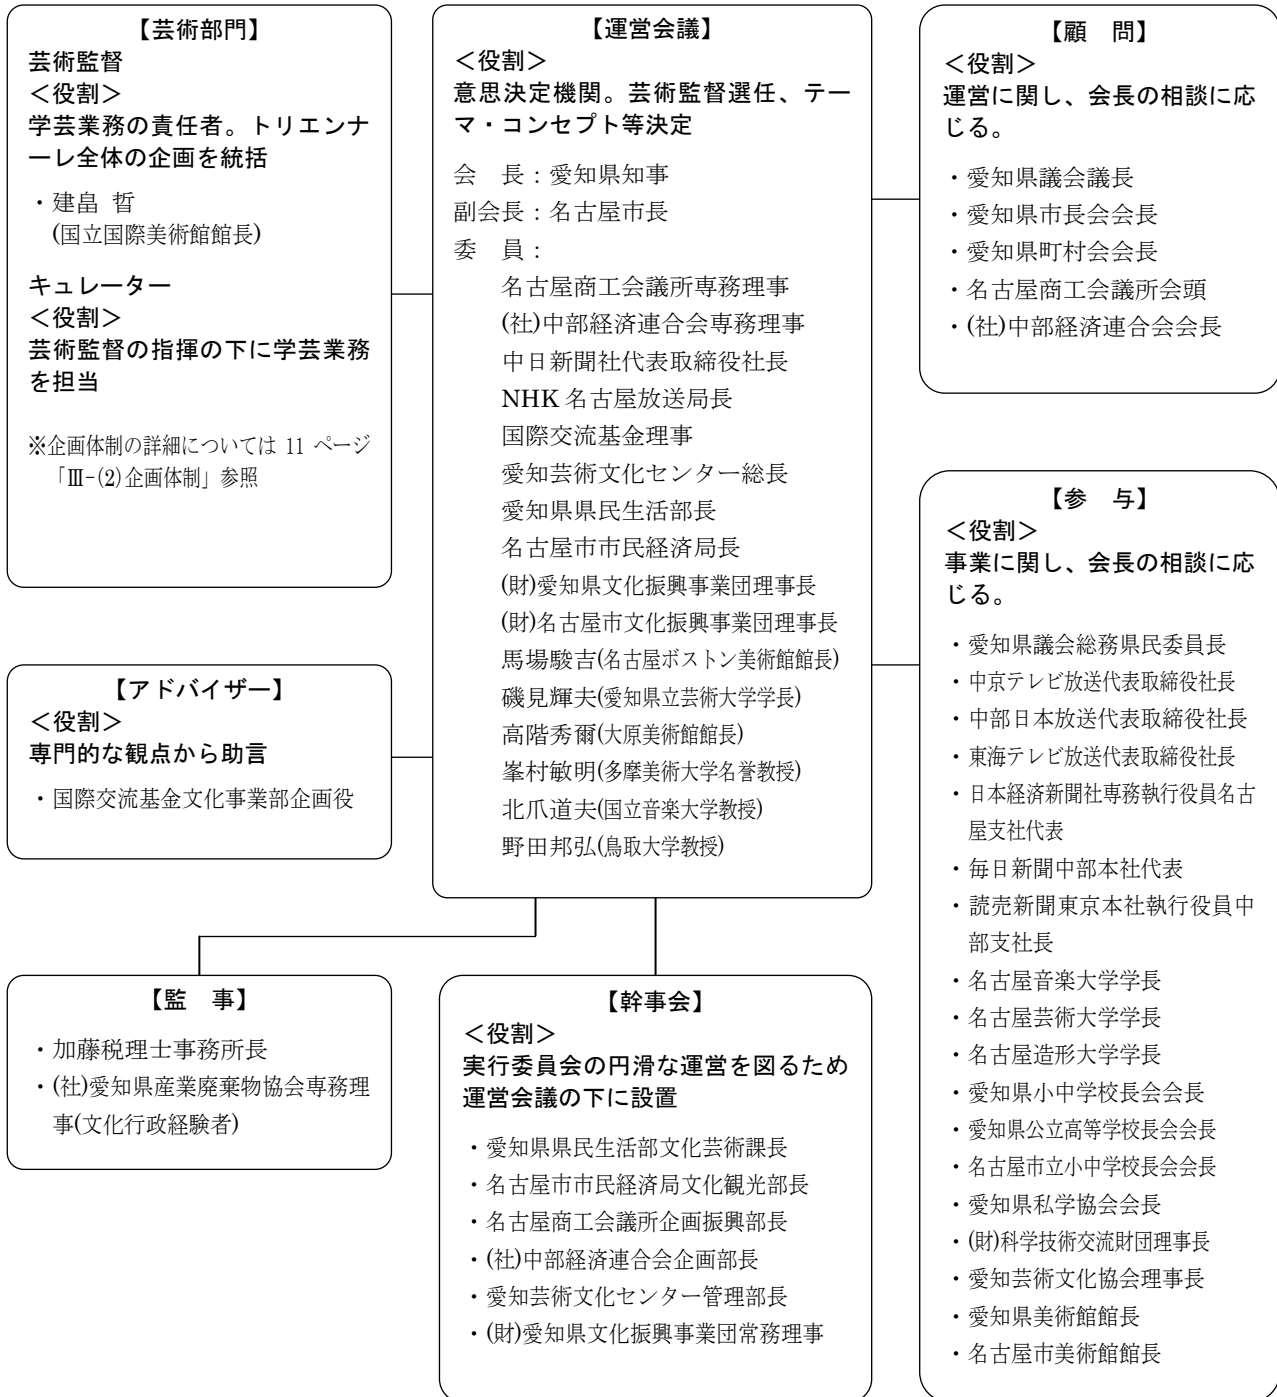 【芸術部門】
芸術監督
＜役割＞
学芸業務の責任者。トリエンナ
ーレ全体の企画を統括
・建畠 晢
(国立国際美術館館長)
キュレーター
＜役割＞
芸術監督の指揮の下に学芸業務
を担当
※企画体制の詳細については 11 ページ
「Ⅲ-(2)企画体制」参照
【運営会議】
＜役割＞
意思決定機関。芸術監督選任、テー
マ・コンセプト等決定
会　長：愛知県知事
副会長：名古屋市長
委　員：
名古屋商工会議所専務理事
(社)中部経済連合会専務理事
中日新聞社代表取締役社長
NHK 名古屋放送局長
国際交流基金理事
愛知芸術文化センター総長
愛知県県民生活部長
名古屋市市民経済局長
(財)愛知県文化振興事業団理事長
(財)名古屋市文化振興事業団理事長
馬場駿吉(名古屋ボストン美術館館長)
磯見輝夫(愛知県立芸術大学学長)
高階秀爾(大原美術館館長)
峯村敏明(多摩美術大学名誉教授)
北爪道夫(国立音楽大学教授)
野田邦弘(鳥取大学教授)
【顧　問】
＜役割＞
運営に関し、会長の相談に応
じる。
・愛知県議会議長
・愛知県市長会会長
・愛知県町村会会長
・名古屋商工会議所会頭
・(社)中部経済連合会会長
【アドバイザー】
＜役割＞
専門的な観点から助言
・国際交流基金文化事業部企画役
【参　与】
＜役割＞
事業に関し、会長の相談に応
じる。
・愛知県議会総務県民委員長
・中京テレビ放送代表取締役社長
・中部日本放送代表取締役社長
・東海テレビ放送代表取締役社長
・日本経済新聞社専務執行役員名古
屋支社代表
・毎日新聞中部本社代表
・読売新聞東京本社執行役員中
部支社長
・名古屋音楽大学学長
・名古屋芸術大学学長
・名古屋造形大学学長
・愛知県小中学校長会会長
・愛知県公立高等学校長会会長
・名古屋市立小中学校長会会長
・愛知県私学協会会長
・(財)科学技術交流財団理事長
・愛知芸術文化協会理事長
・愛知県美術館館長
・名古屋市美術館館長
【監　事】
・加藤税理士事務所長
・(社)愛知県産業廃棄物協会専務理
事(文化行政経験者)
【幹事会】
＜役割＞
実行委員会の円滑な運営を図るため
運営会議の下に設置
・愛知県県民生活部文化芸術課長
・名古屋市市民経済局文化観光部長
・名古屋商工会議所企画振興部長
・(社)中部経済連合会企画部長
・愛知芸術文化センター管理部長
・(財)愛知県文化振興事業団常務理事